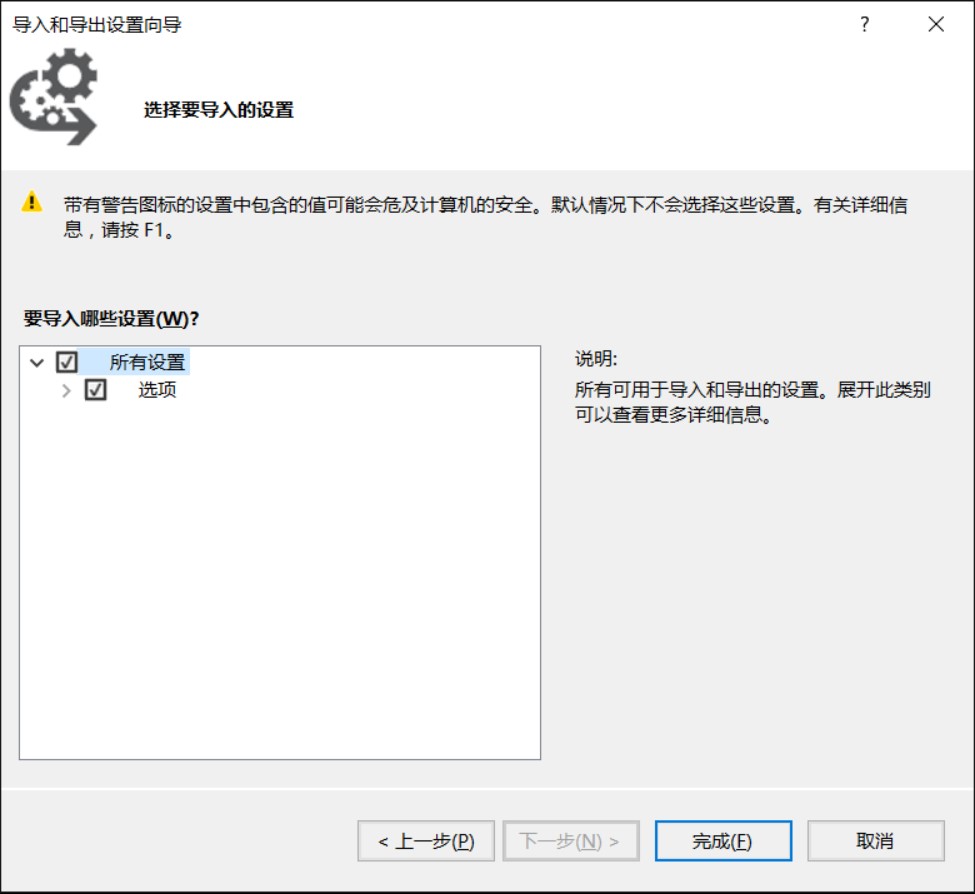 导入和导出设置向导
选择要导入的设置
带有警告图标的设置中包含的值可能会危及计算机的安全。默认情况下不会选择这些设置。有关详细信
息，请按 F1。
要导入哪些设置(W)?
所有设置
选项
说明:
所有可用于导入和导出的设置。展开此类别
可以查看更多详细信息。
< 上一步(P)
下一步(N) >
完成(F)
取消